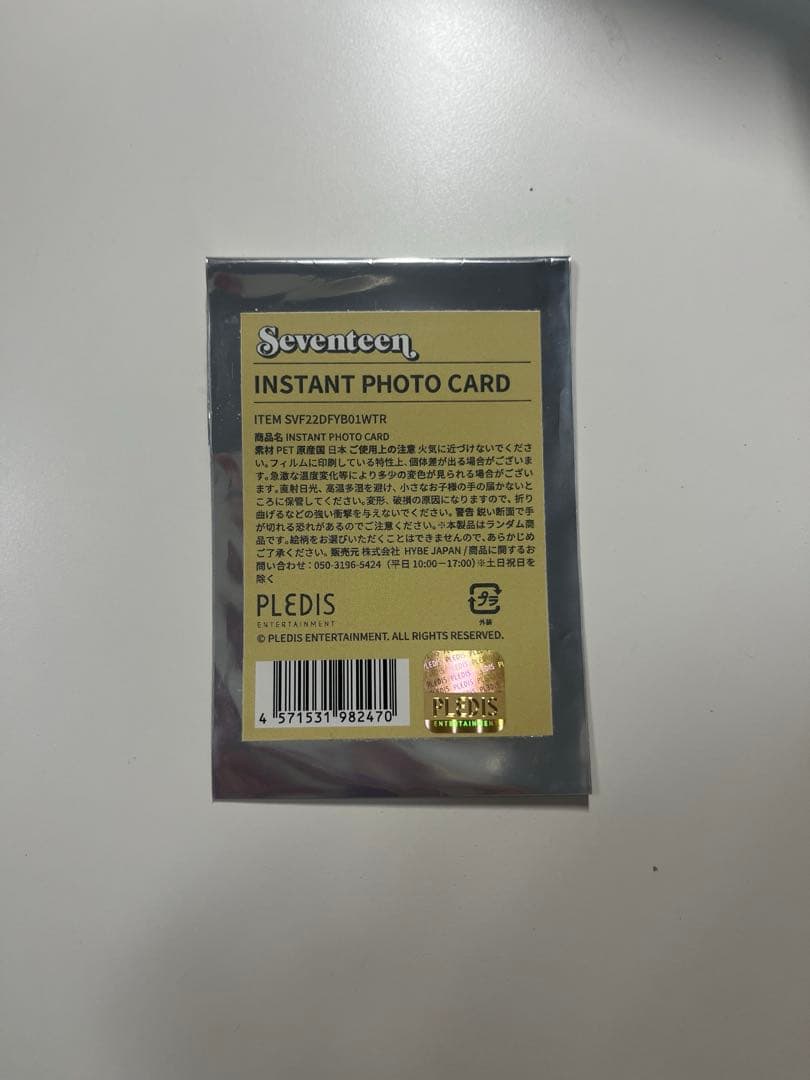 Seventeen
INSTANT PHOTO CARD
ITEM SVF22DFYB01WTR
商品名 INSTANT PHOTO CARD
素材 PET 原産国 日本 ご使用上の注意 火気に近づけないでくださ
い。フィルムに印刷している特性上、個体差が出る場合がございま
す。急激な温度変化等により多少の変色が見られる場合がござい
ます。直射日光、高温多湿を避け、小さなお子様の手の届かないと
ころに保管してください。変形、破損の原因になりますので、折り
曲げるなどの強い衝撃を与えないでください。警告 鋭い断面で手
が切れる恐れがあるのでご注意ください。※本製品はランダム商
品です。絵柄をお選びいただくことはできませんので、あらかじめ
ご了承ください。販売元 株式会社 HYBE JAPAN / 商品に関するお
問い合わせ：050-3196-5424（平日 10:00-17:00）※土日祝日を
除く
PLEDIS
ENTERTAINMENT
プラ
外装
© PLEDIS ENTERTAINMENT. ALL RIGHTS RESERVED.
4 571531 982470
PLEDIS PLEDIS PLEDIS
PLEDIS
ENTERTAINMENT